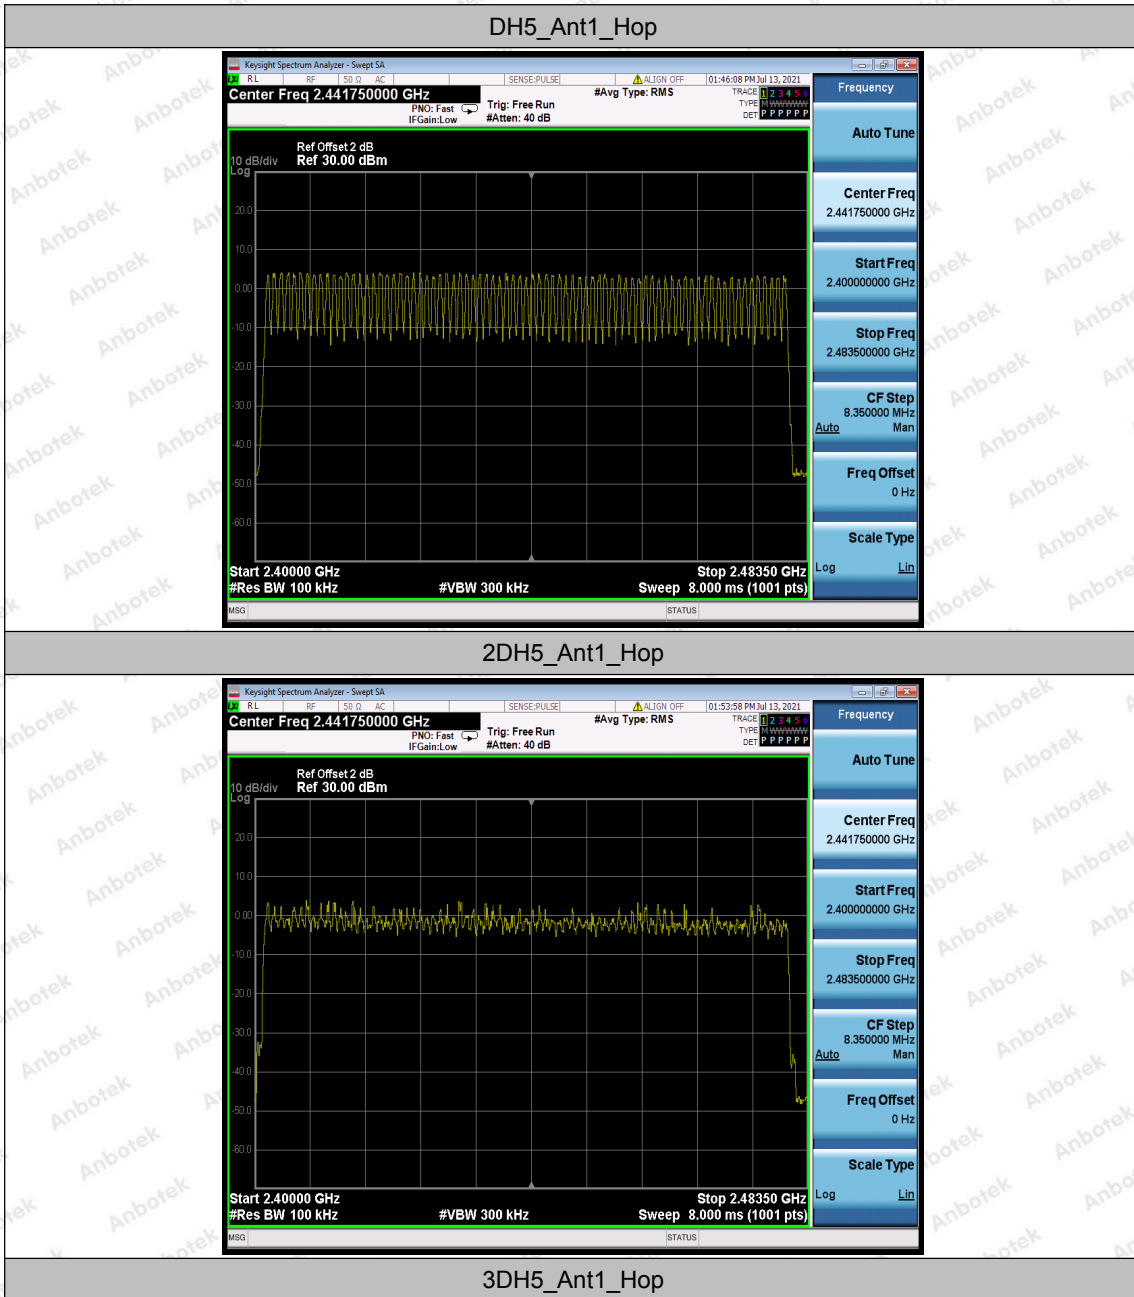 DH5_Ant1_Hop
Keysight Spectrum Analyzer - Swept SA
RL RF 50 Ω AC SENSE:PULSE ALIGN OFF 01:46:08 PM Jul 13, 2021
Center Freq 2.441750000 GHz
PNO: Fast
IFGain:Low
Trig: Free Run
#Atten: 40 dB
#Avg Type: RMS
TRACE 1 2 3 4 5 6
TYPE M WWWWW
DET P P P P P P
Ref Offset 2 dB
10 dB/div Ref 30.00 dBm
Log
20.0
10.0
0.00
-10.0
-20.0
-30.0
-40.0
-50.0
-60.0
Start 2.40000 GHz Stop 2.48350 GHz
#Res BW 100 kHz #VBW 300 kHz Sweep 8.000 ms (1001 pts)
MSG STATUS
Frequency
Auto Tune
Center Freq
2.441750000 GHz
Start Freq
2.400000000 GHz
Stop Freq
2.483500000 GHz
CF Step
8.350000 MHz
Auto Man
Freq Offset
0 Hz
Scale Type
Log Lin
2DH5_Ant1_Hop
Keysight Spectrum Analyzer - Swept SA
RL RF 50 Ω AC SENSE:PULSE ALIGN OFF 01:53:58 PM Jul 13, 2021
Center Freq 2.441750000 GHz
PNO: Fast
IFGain:Low
Trig: Free Run
#Atten: 40 dB
#Avg Type: RMS
TRACE 1 2 3 4 5 6
TYPE M WWWWW
DET P P P P P P
Ref Offset 2 dB
10 dB/div Ref 30.00 dBm
Log
20.0
10.0
0.00
-10.0
-20.0
-30.0
-40.0
-50.0
-60.0
Start 2.40000 GHz Stop 2.48350 GHz
#Res BW 100 kHz #VBW 300 kHz Sweep 8.000 ms (1001 pts)
MSG STATUS
Frequency
Auto Tune
Center Freq
2.441750000 GHz
Start Freq
2.400000000 GHz
Stop Freq
2.483500000 GHz
CF Step
8.350000 MHz
Auto Man
Freq Offset
0 Hz
Scale Type
Log Lin
3DH5_Ant1_Hop
Anbotek